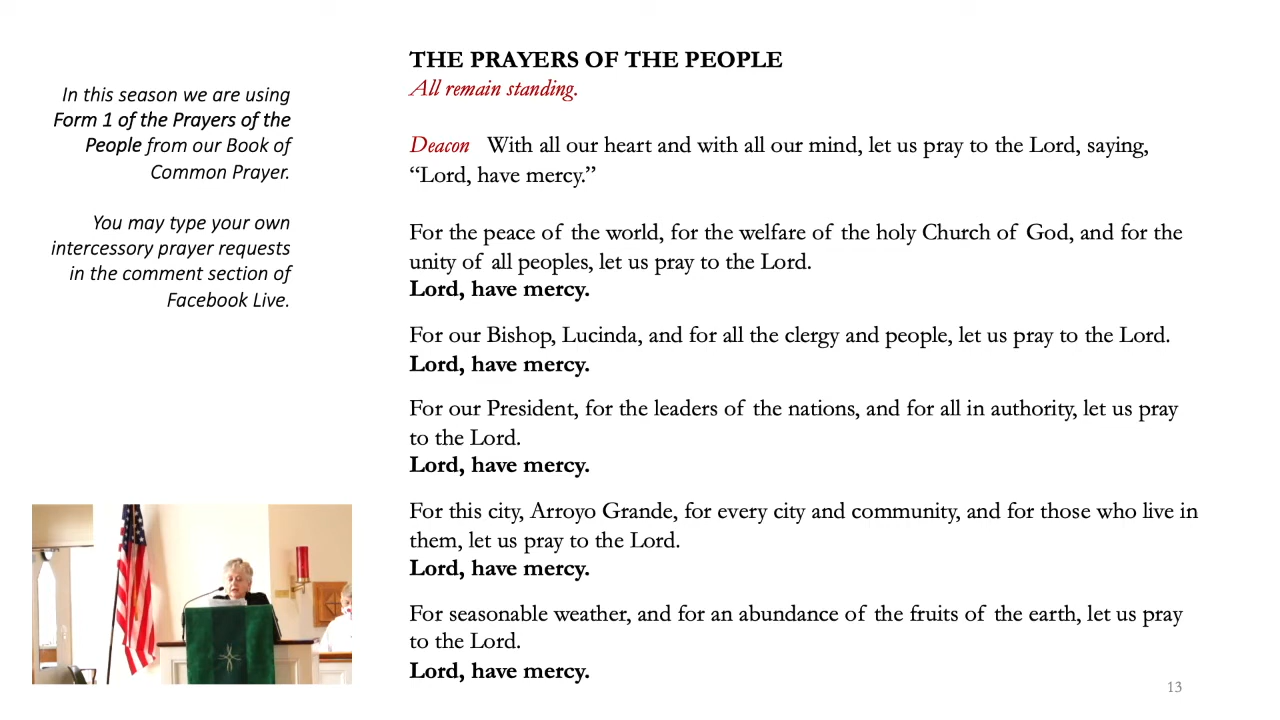 THE PRAYERS OF THE PEOPLE
All remain standing.
In this season we are using
Form 1 of the Prayers of the
People from our Book of
Common Prayer.
You may type your own
intercessory prayer requests
in the comment section of
Facebook Live.
Deacon With all our heart and with all our mind, let us pray to the Lord, saying,
“Lord, have mercy.”
For the peace of the world, for the welfare of the holy Church of God, and for the
unity of all peoples, let us pray to the Lord.
Lord, have mercy.
For our Bishop, Lucinda, and for all the clergy and people, let us pray to the Lord.
Lord, have mercy.
For our President, for the leaders of the nations, and for all in authority, let us pray
to the Lord.
Lord, have mercy.
For this city, Arroyo Grande, for every city and community, and for those who live in
them, let us pray to the Lord.
Lord, have mercy.
For seasonable weather, and for an abundance of the fruits of the earth, let us pray
to the Lord.
Lord, have mercy.
13